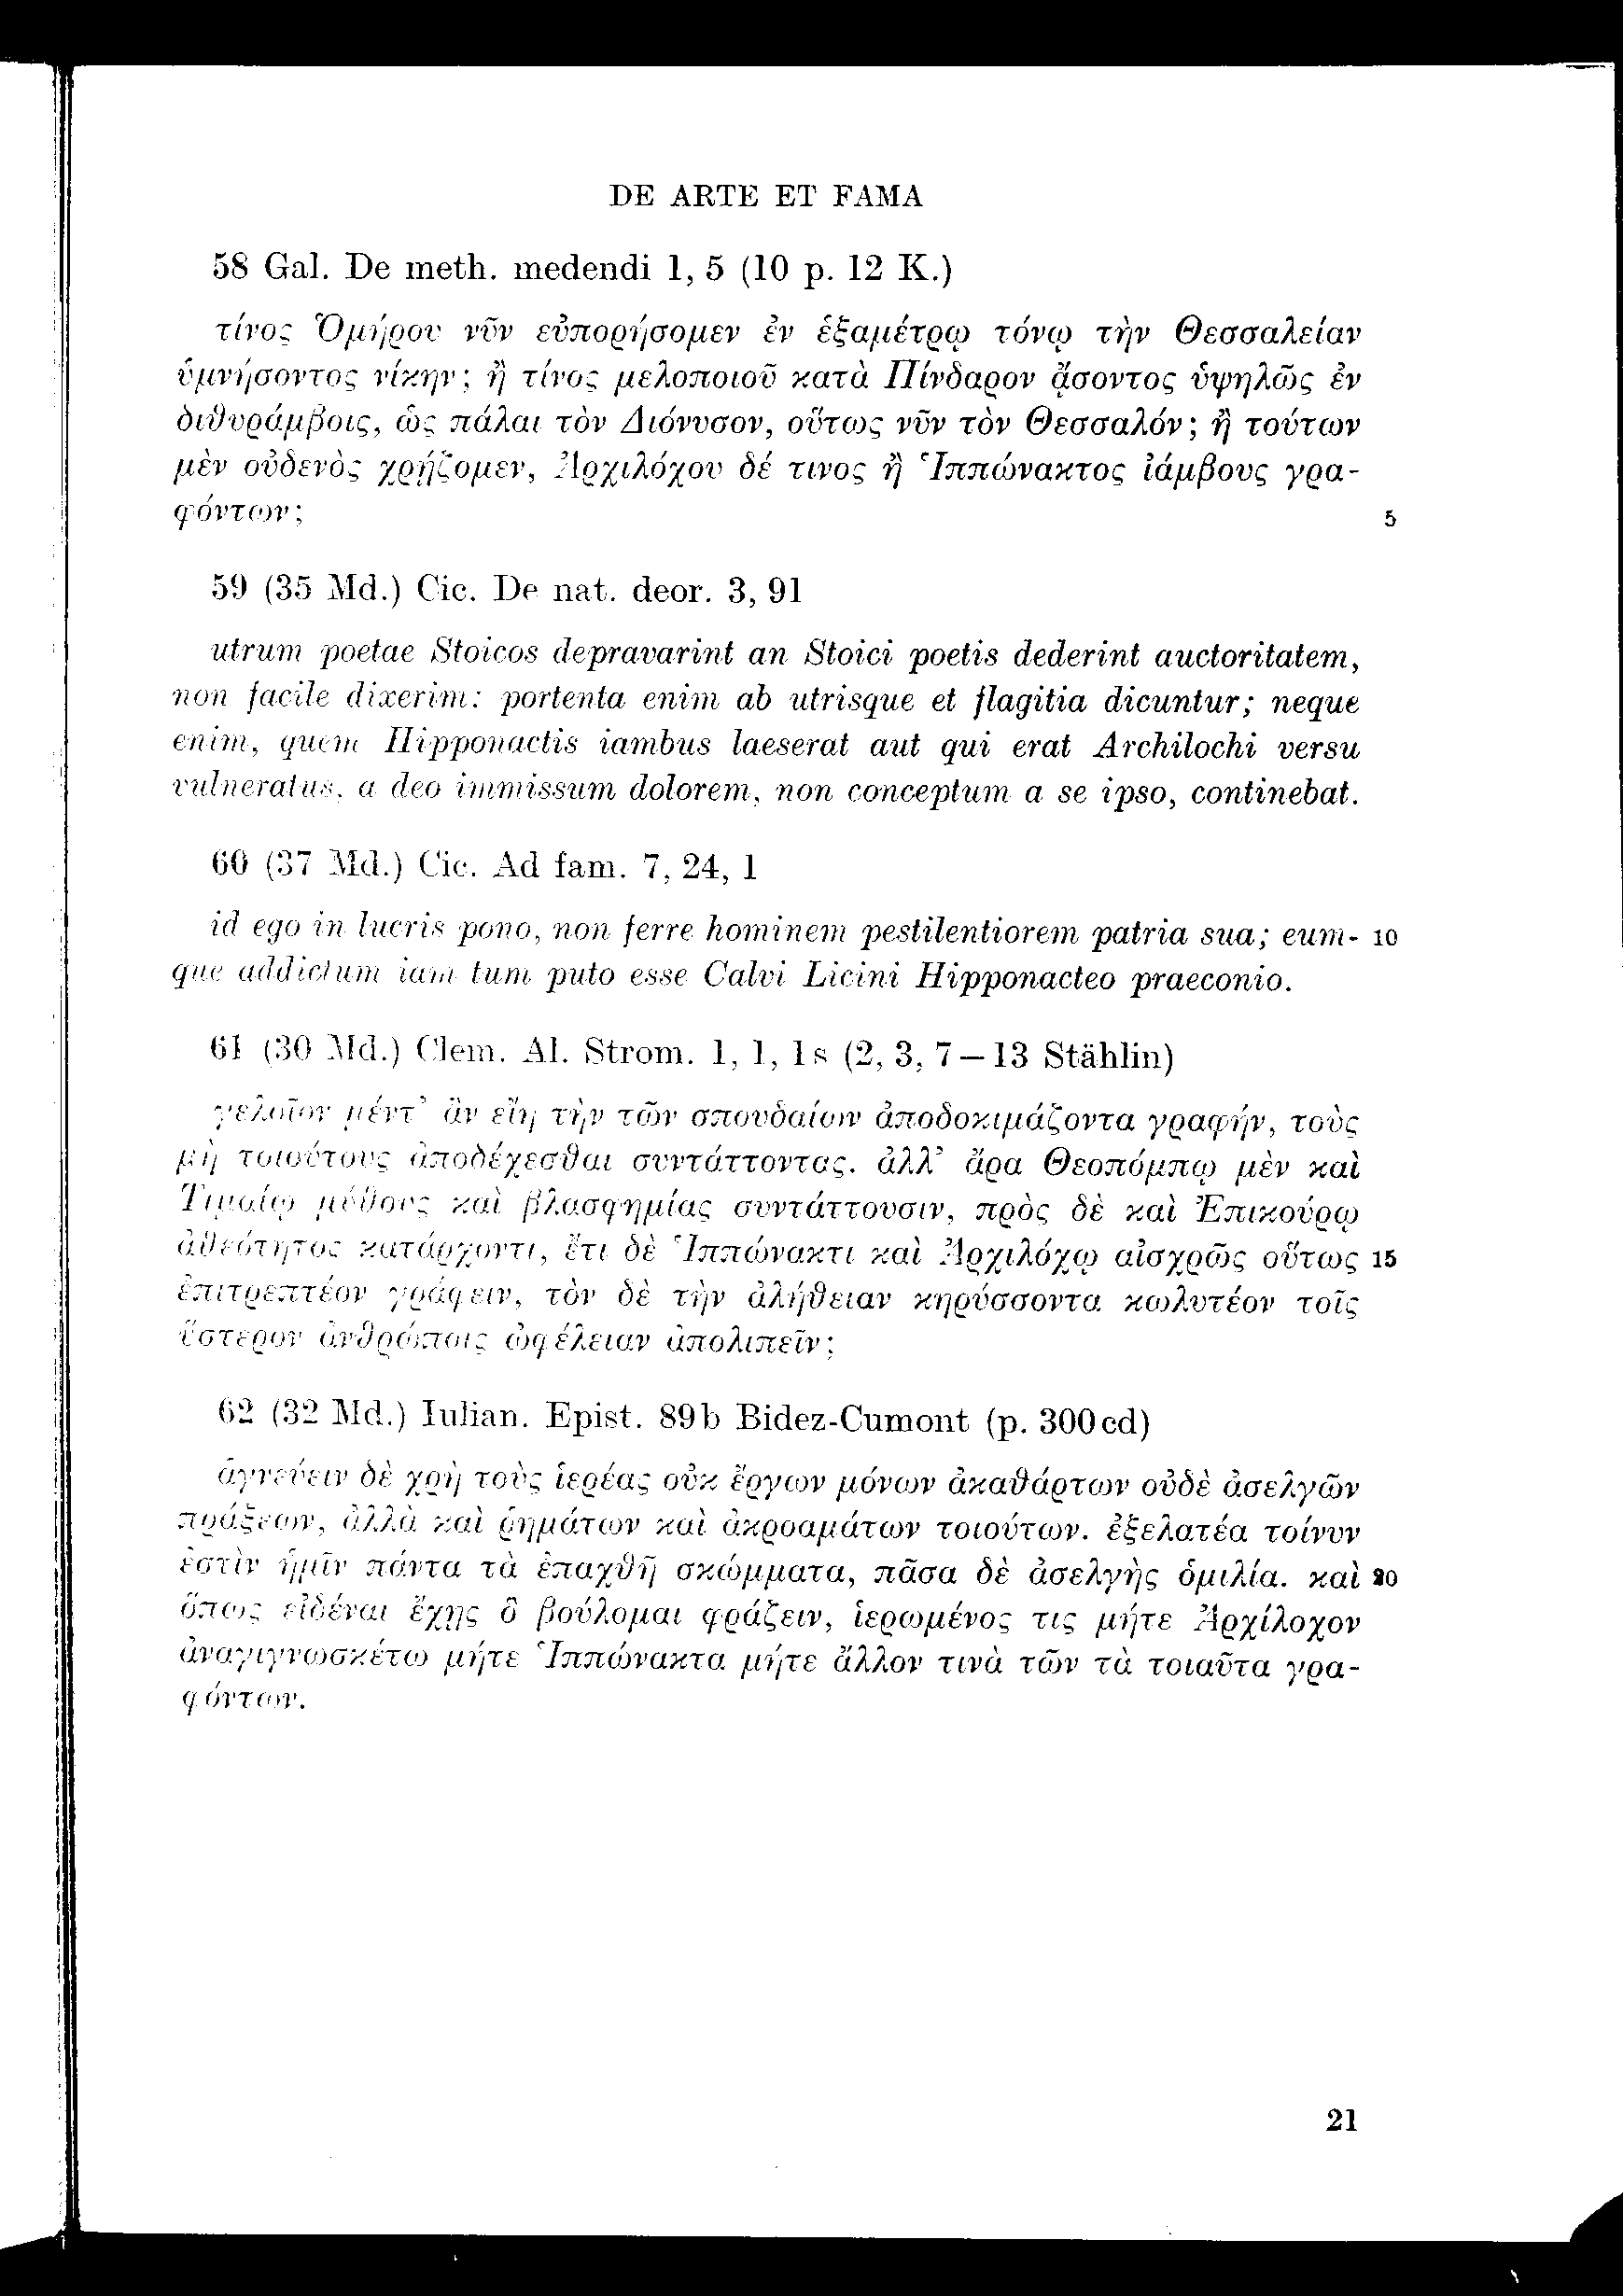 DE ARTE ET FAMA
58 Gal. De meth. medendi 1, 5 (10 p. 12 K.)
τίνος Ὁμήρου νῦν εὐπορήσομεν ἐν ἑξαμέτρῳ τόνῳ τὴν Θεσσαλείαν
ὑμνήσοντος νίκην; ἢ τίνος μελοποιοῦ κατὰ Πίνδαρον ᾄσοντος ὑψηλῶς ἐν
διθυράμβοις, ὡς πάλαι τὸν Διόνυσον, οὕτως νῦν τὸν Θεσσαλόν; ἢ τούτων
μὲν οὐδενὸς χρῄζομεν, Ἀρχιλόχου δέ τινος ἢ Ἱππώνακτος ἰάμβους γρα-
φόντων; 5
59 (35 Md.) Cic. De nat. deor. 3, 91
utrum poetae Stoicos depravarint an Stoici poetis dederint auctoritatem,
non facile dixerim: portenta enim ab utrisque et flagitia dicuntur; neque
enim, quem Hipponactis iambus laeserat aut qui erat Archilochi versu
vulneratus, a deo immissum dolorem, non conceptum a se ipso, continebat.
60 (37 Md.) Cic. Ad fam. 7, 24, 1
id ego in lucris pono, non ferre hominem pestilentiorem patria sua; eum- 10
que addictum iam tum puto esse Calvi Licini Hipponacteo praeconio.
61 (30 Md.) Clem. Al. Strom. 1, 1, 1s (2, 3, 7–13 Stählin)
γελοῖον μέντ’ ἂν εἴη τὴν τῶν σπουδαίων ἀποδοκιμάζοντα γραφήν, τοὺς
μὴ τοιούτους ἀποδέχεσθαι συντάττοντας. ἀλλ’ ἄρα Θεοπόμπῳ μὲν καὶ
Τιμαίῳ μύθους καὶ βλασφημίας συντάττουσιν, πρὸς δὲ καὶ Ἐπικούρῳ
ἀθεότητος κατάρχοντι, ἔτι δὲ Ἱππώνακτι καὶ Ἀρχιλόχῳ αἰσχρῶς οὕτως 15
ἐπιτρεπτέον γράφειν, τὸν δὲ τὴν ἀλήθειαν κηρύσσοντα κωλυτέον τοῖς
ὕστερον ἀνθρώποις ὠφέλειαν ἀπολιπεῖν;
62 (32 Md.) Iulian. Epist. 89b Bidez-Cumont (p. 300cd)
ἁγνεύειν δὲ χρὴ τοὺς ἱερέας οὐκ ἔργων μόνων ἀκαθάρτων οὐδὲ ἀσελγῶν
πράξεων, ἀλλὰ καὶ ῥημάτων καὶ ἀκροαμάτων τοιούτων. ἐξελατέα τοίνυν
ἐστὶν ἡμῖν πάντα τὰ ἐπαχθῆ σκώμματα, πᾶσα δὲ ἀσελγὴς ὁμιλία. καὶ 20
ὅπως εἰδέναι ἔχῃς ὃ βούλομαι φράζειν, ἱερωμένος τις μήτε Ἀρχίλοχον
ἀναγιγνωσκέτω μήτε Ἱππώνακτα μήτε ἄλλον τινὰ τῶν τὰ τοιαῦτα γρα-
φόντων.
21